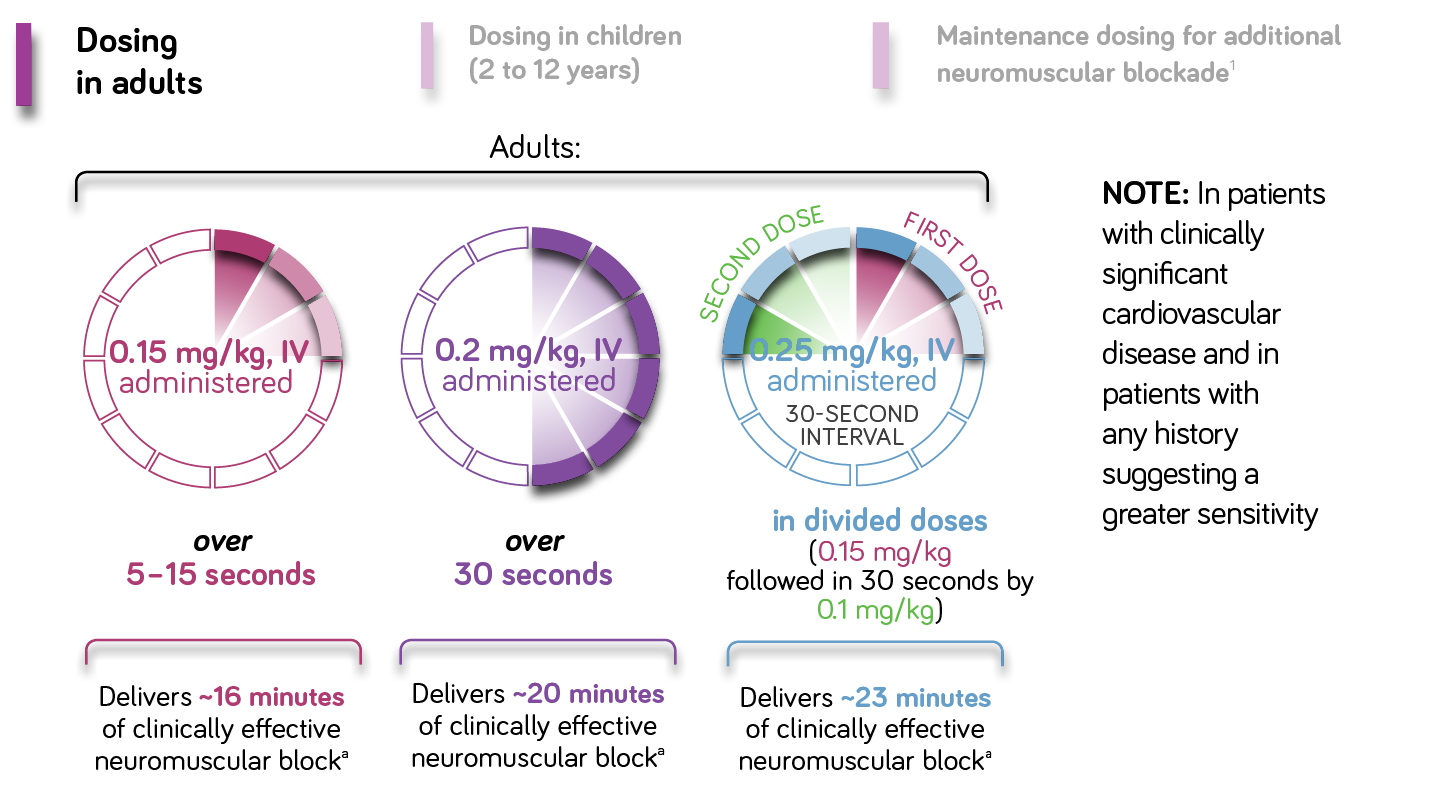 Dosing
in adults
Dosing in children
(2 to 12 years)
Maintenance dosing for additional
neuromuscular blockade¹
Adults:
0.15 mg/kg, IV
administered
over
5–15 seconds
Delivers ~16 minutes
of clinically effective
neuromuscular blockᵃ
0.2 mg/kg, IV
administered
over
30 seconds
Delivers ~20 minutes
of clinically effective
neuromuscular blockᵃ
SECOND DOSE
FIRST DOSE
0.25 mg/kg, IV
administered
30-SECOND
INTERVAL
in divided doses
(0.15 mg/kg
followed in 30 seconds by
0.1 mg/kg)
Delivers ~23 minutes
of clinically effective
neuromuscular blockᵃ
NOTE: In patients
with clinically
significant
cardiovascular
disease and in
patients with
any history
suggesting a
greater sensitivity